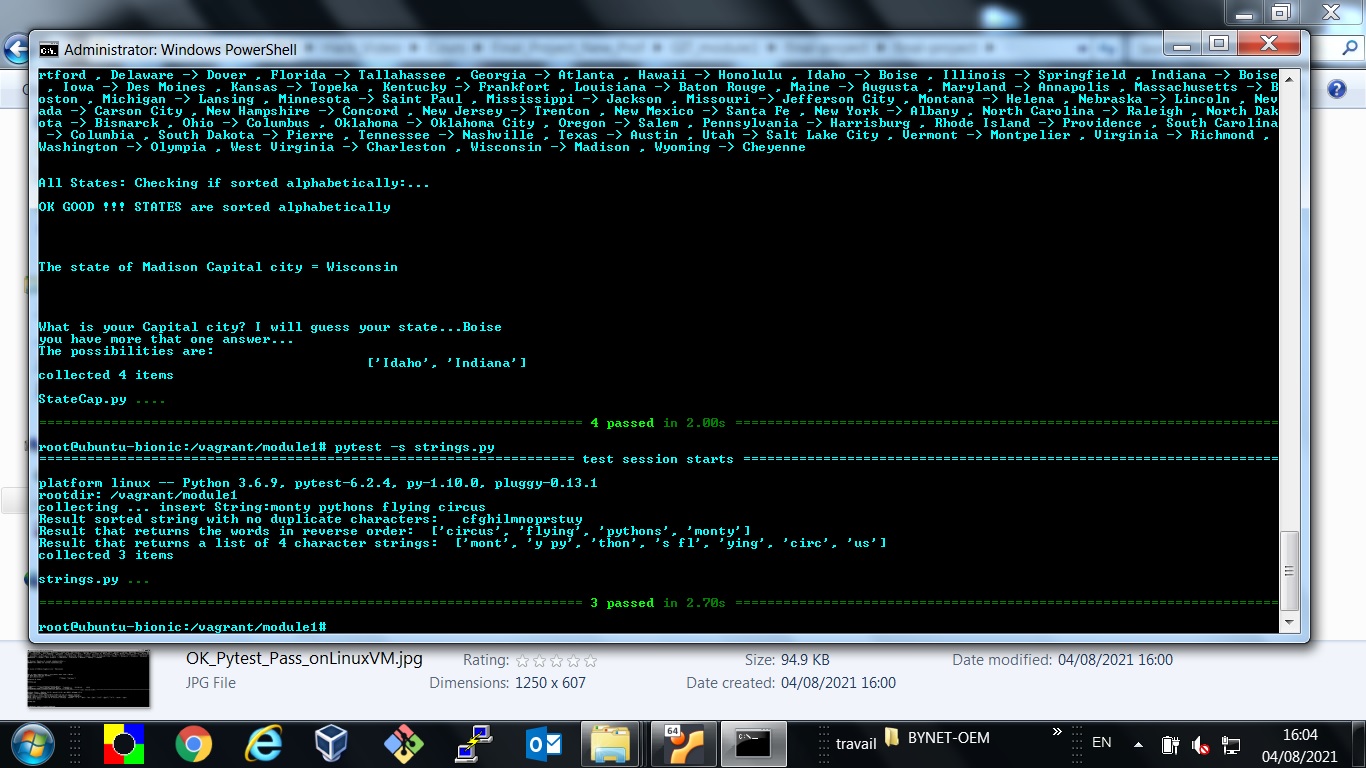 Administrator: Windows PowerShell
rtford , Delaware -> Dover , Florida -> Tallahassee , Georgia -> Atlanta , Hawaii -> Honolulu , Idaho -> Boise , Illinois -> Springfield , Indiana -> Boise
 , Iowa -> Des Moines , Kansas -> Topeka , Kentucky -> Frankfort , Louisiana -> Baton Rouge , Maine -> Augusta , Maryland -> Annapolis , Massachusetts -> B
oston , Michigan -> Lansing , Minnesota -> Saint Paul , Mississippi -> Jackson , Missouri -> Jefferson City , Montana -> Helena , Nebraska -> Lincoln , Nev
ada -> Carson City , New Hampshire -> Concord , New Jersey -> Trenton , New Mexico -> Santa Fe , New York -> Albany , North Carolina -> Raleigh , North Dak
ota -> Bismarck , Ohio -> Columbus , Oklahoma -> Oklahoma City , Oregon -> Salem , Pennsylvania -> Harrisburg , Rhode Island -> Providence , South Carolina
 -> Columbia , South Dakota -> Pierre , Tennessee -> Nashville , Texas -> Austin , Utah -> Salt Lake City , Vermont -> Montpelier , Virginia -> Richmond ,
Washington -> Olympia , West Virginia -> Charleston , Wisconsin -> Madison , Wyoming -> Cheyenne
All States: Checking if sorted alphabetically:...
OK GOOD !!! STATES are sorted alphabetically
The state of Madison Capital city = Wisconsin
What is your Capital city? I will guess your state...Boise
you have more that one answer...
The possibilities are:
['Idaho', 'Indiana']
collected 4 items
StateCap.py ....
4 passed in 2.00s
root@ubuntu-bionic:/vagrant/module1# pytest -s strings.py
test session starts
platform linux -- Python 3.6.9, pytest-6.2.4, py-1.10.0, pluggy-0.13.1
rootdir: /vagrant/module1
collecting ... insert String:monty pythons flying circus
Result sorted string with no duplicate characters:   cfghilmnoprstuy
Result that returns the words in reverse order:  ['circus', 'flying', 'pythons', 'monty']
Result that returns a list of 4 character strings:  ['mont', 'y py', 'thon', 's fl', 'ying', 'circ', 'us']
collected 3 items
strings.py ...
3 passed in 2.70s
root@ubuntu-bionic:/vagrant/module1#
OK_Pytest_Pass_onLinuxVM.jpg Rating: Size: 94.9 KB Date modified: 04/08/2021 16:00
JPG File Dimensions: 1250 x 607 Date created: 04/08/2021 16:00
64
travail BYNET-OEM » EN 16:04
04/08/2021